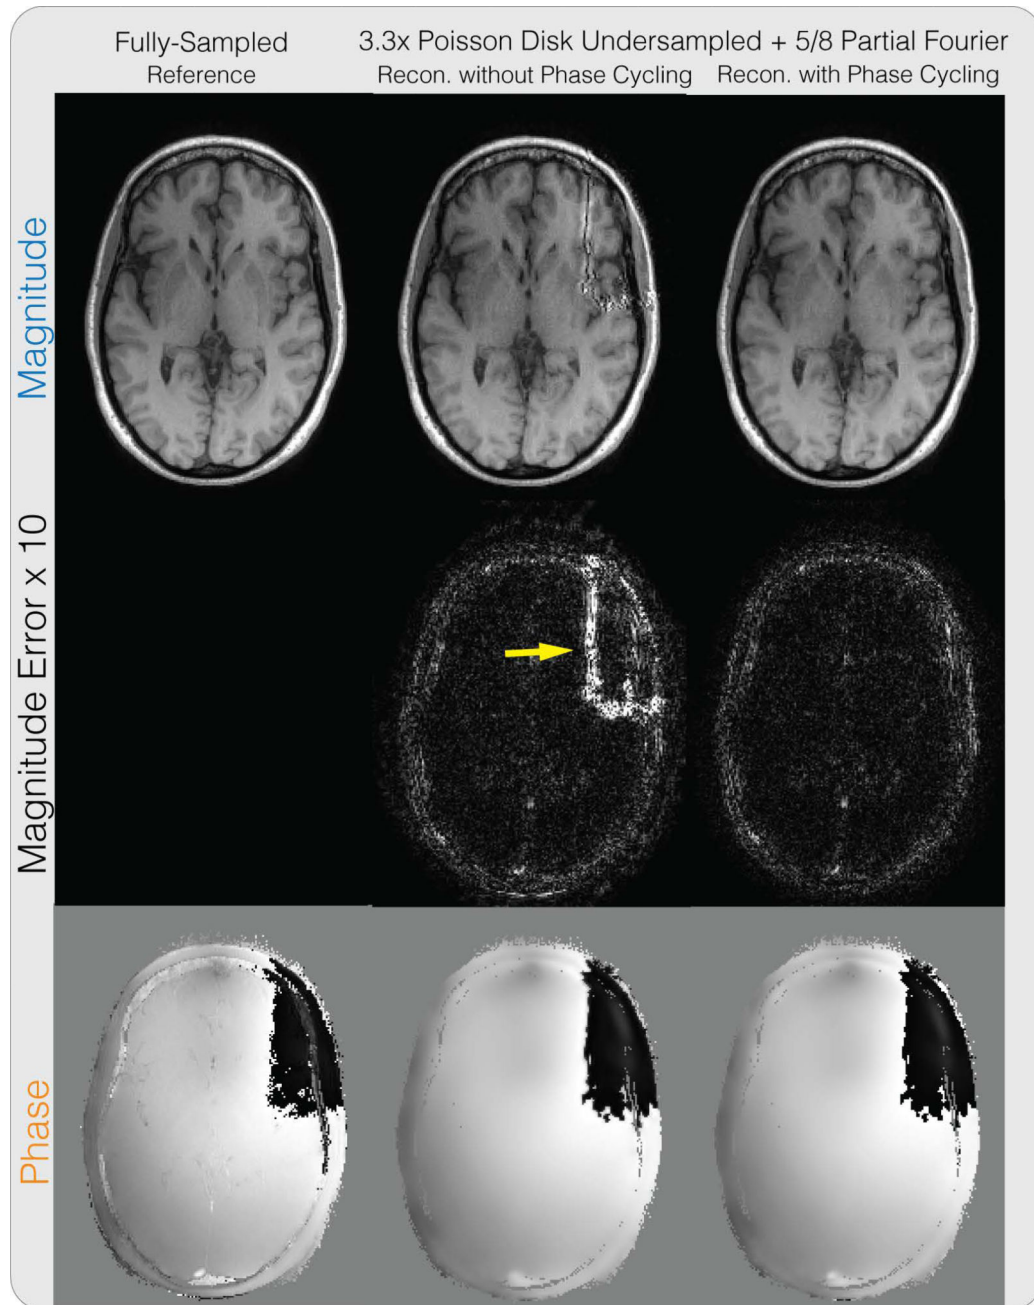 Fully-Sampled
Reference
3.3x Poisson Disk Undersampled + 5/8 Partial Fourier
Recon. without Phase Cycling
Recon. with Phase Cycling
Magnitude
Magnitude Error x 10
Phase